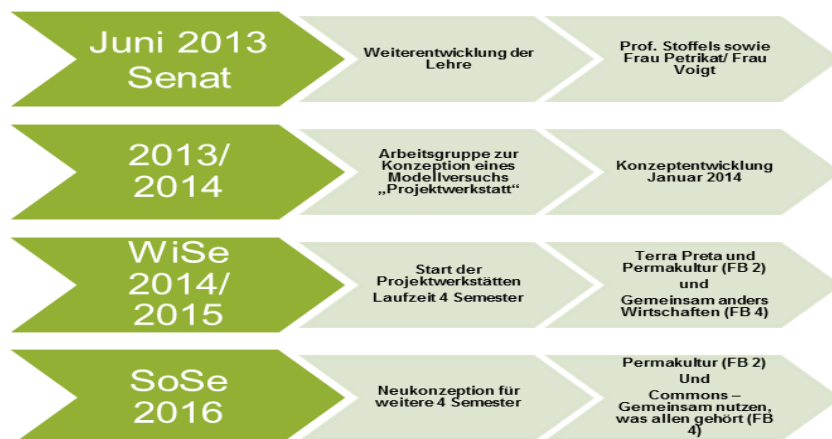 Juni 2013
Senat
Weiterentwicklung der
Lehre
Prof. Stoffels sowie
Frau Petrikat/ Frau
Voigt
2013/
2014
Arbeitsgruppe zur
Konzeption eines
Modellversuchs
„Projektwerkstatt“
Konzeptentwicklung
Januar 2014
WiSe
2014/
2015
Start der
Projektwerkstätten
Laufzeit 4 Semester
Terra Preta und
Permakultur (FB 2)
und
Gemeinsam anders
Wirtschaften (FB 4)
SoSe
2016
Neukonzeption für
weitere 4 Semester
Permakultur (FB 2)
Und
Commons –
Gemeinsam nutzen,
was allen gehört (FB
4)